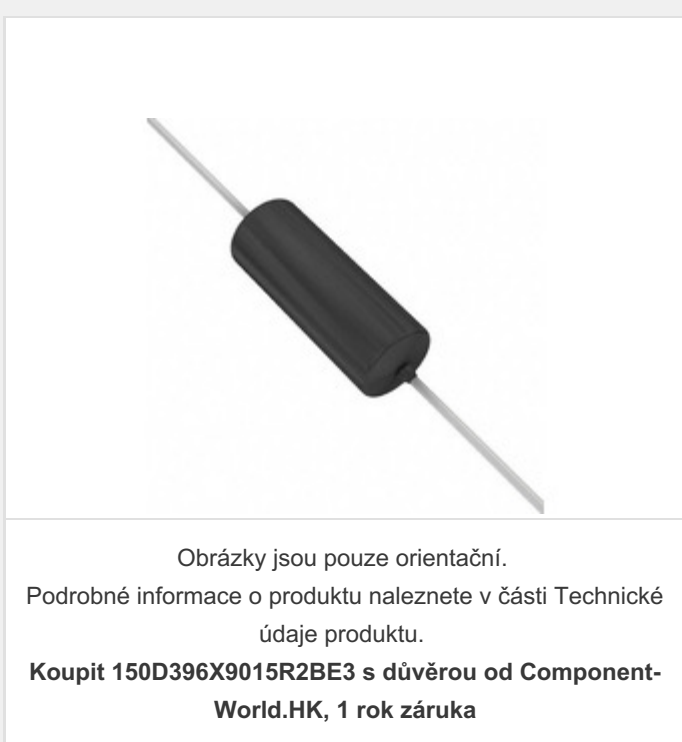 Obrázky jsou pouze orientační.
Podrobné informace o produktu naleznete v části Technické
údaje produktu.
Koupit 150D396X9015R2BE3 s důvěrou od Component-
World.HK, 1 rok záruka